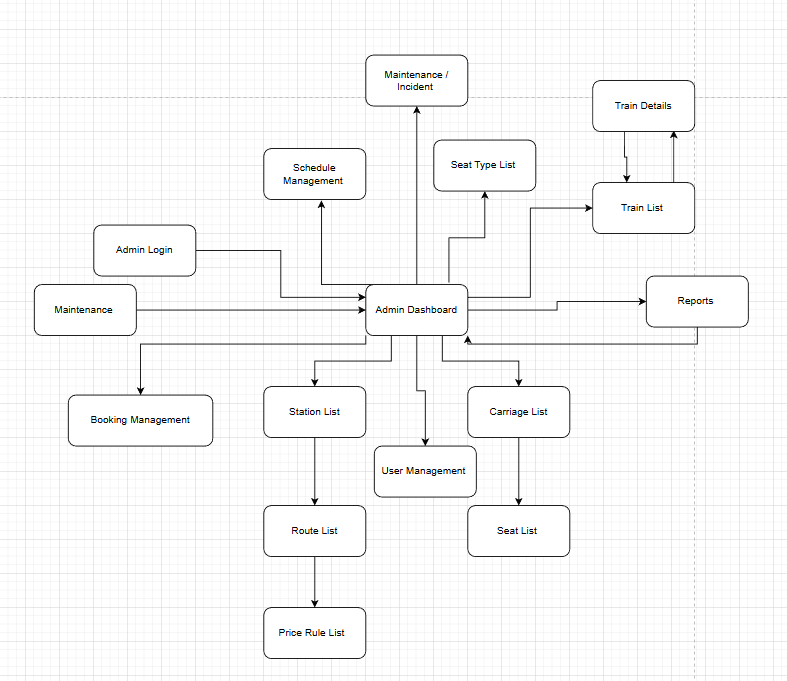 Maintenance /
Incident
Train Details
Schedule
Management
Seat Type List
Train List
Admin Login
Maintenance
Admin Dashboard
Reports
Booking Management
Station List
Carriage List
User Management
Route List
Seat List
Price Rule List